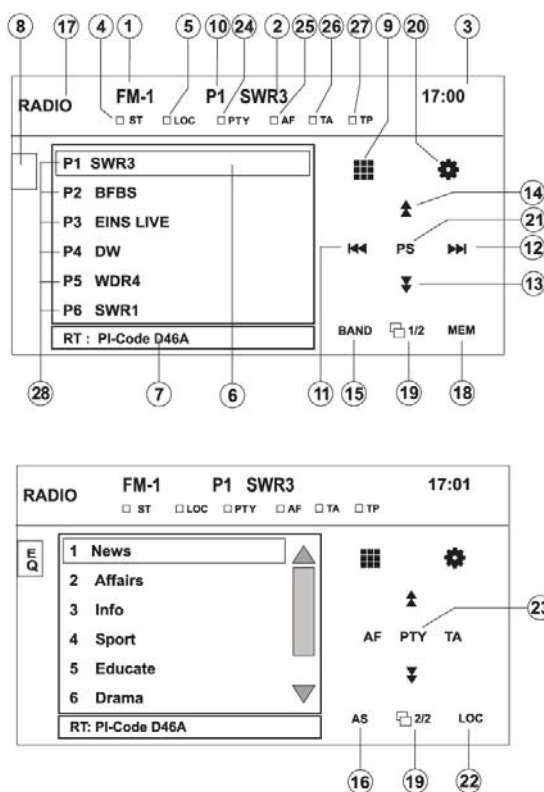 8 17 4 1 5 10 24 2 25 26 27 9 20 3
RADIO FM-1 P1 SWR3 17:00
ST LOC PTY AF TA TP
P1 SWR3
P2 BFBS
P3 EINS LIVE
P4 DW
P5 WDR4
P6 SWR1
RT : PI-Code D46A
14
21
PS
12
13
BAND 1/2 MEM
28 7 6 11 15 19 18
RADIO FM-1 P1 SWR3 17:01
ST LOC PTY AF TA TP
EQ
1 News
2 Affairs
3 Info
4 Sport
5 Educate
6 Drama
RT: PI-Code D46A
23
AF PTY TA
AS 2/2 LOC
16 19 22